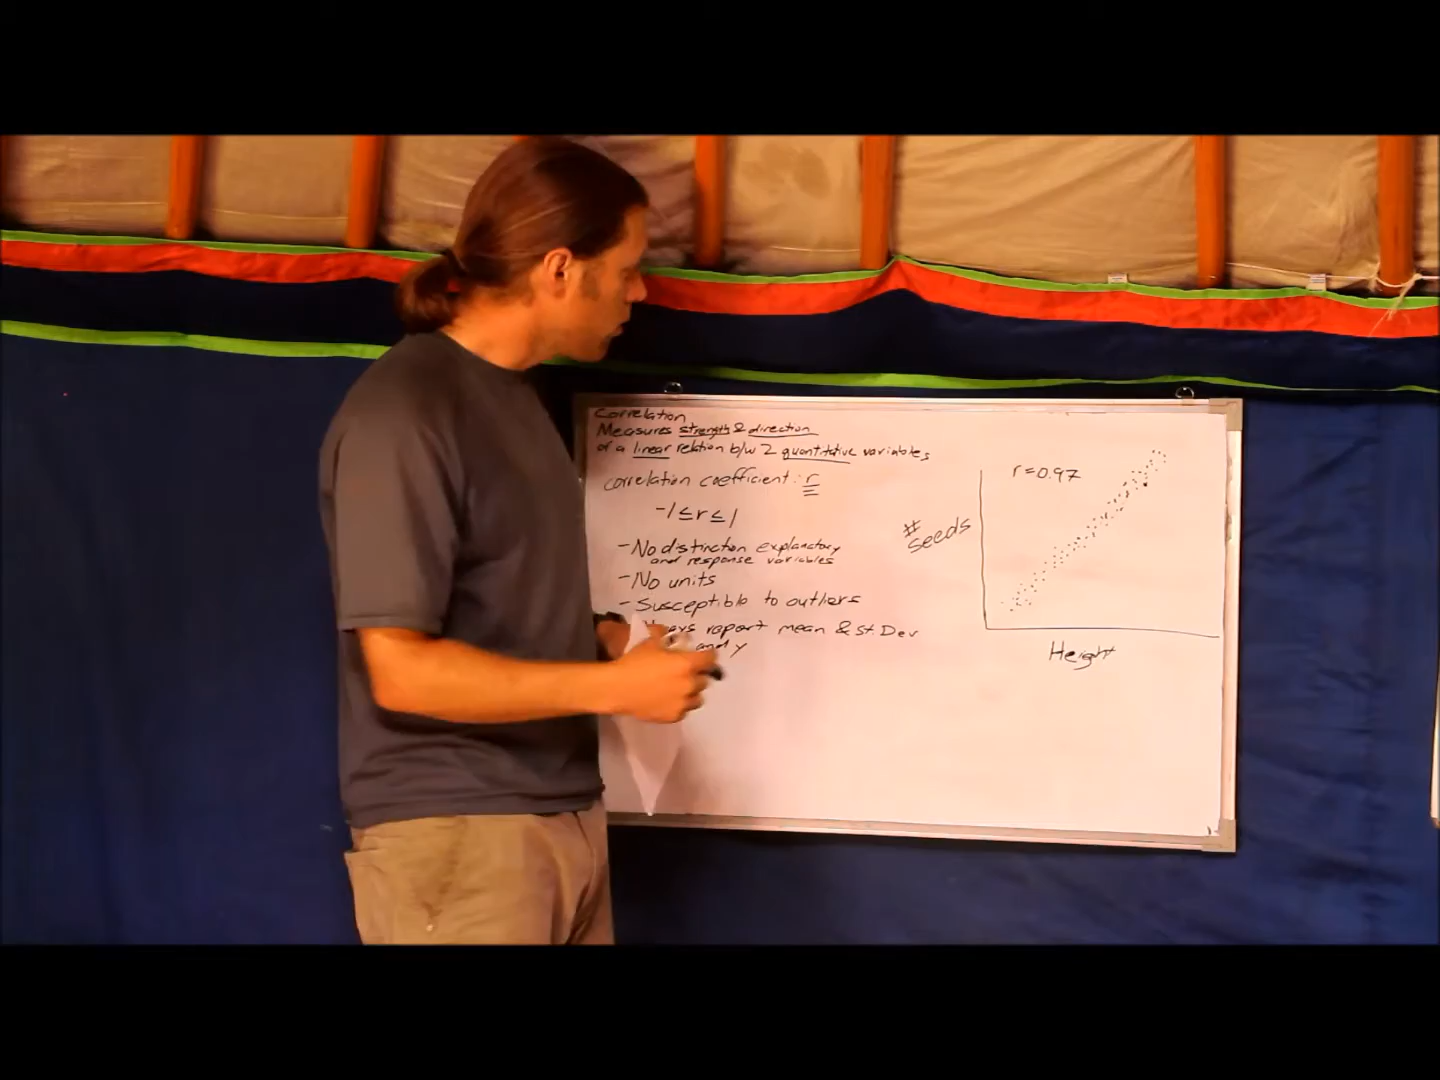 Correlation
Measures strength & direction
of a linear relation b/w 2 quantitative variables
correlation coefficient: r
-1 ≤ r ≤ 1
- No distinction explanatory
and response variables
- No units
- Susceptible to outliers
report mean & St. Dev
and y
r = 0.97
# seeds
Height